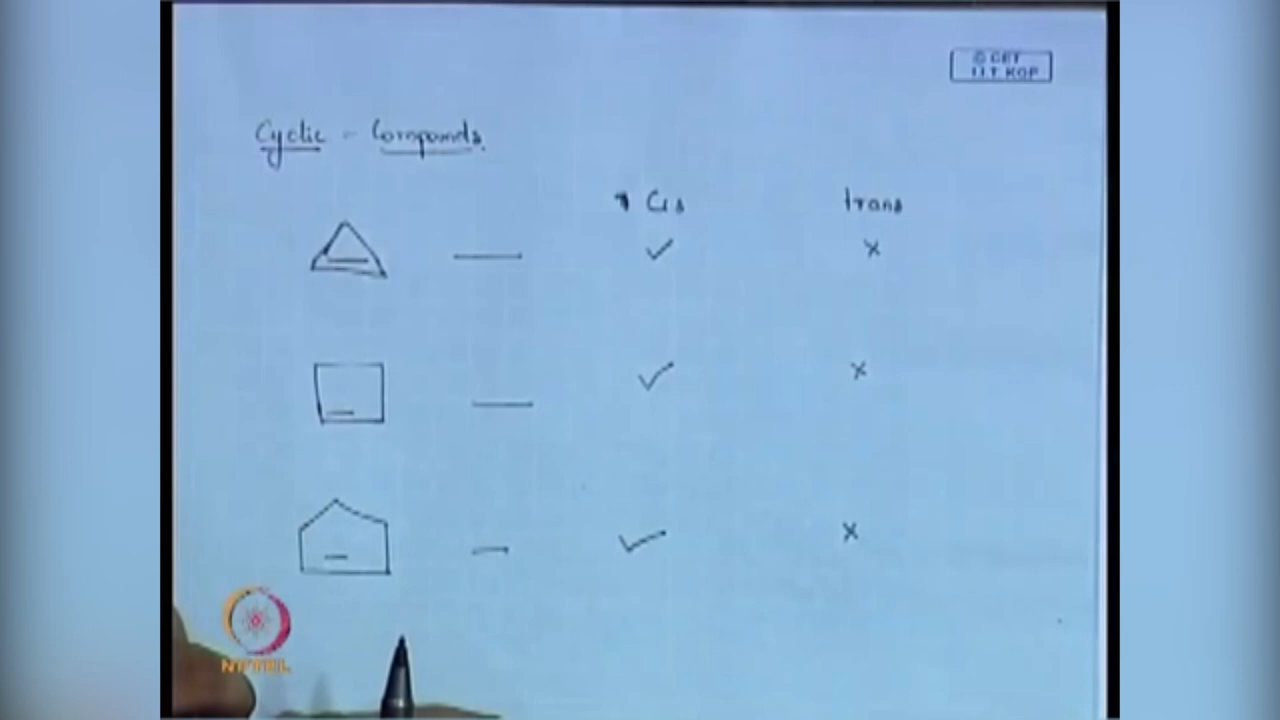 © CET
I.I.T. KGP
Cyclic - Compounds.
Cis trans
✓ x
✓ x
✓ x
NPTEL